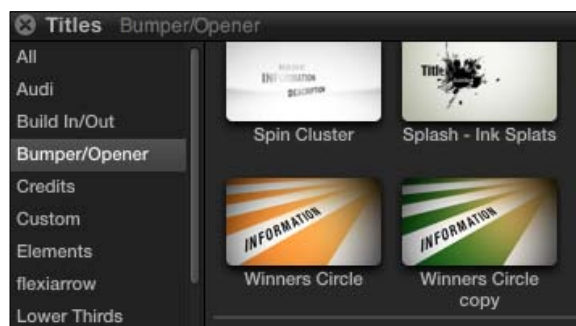 Titles Bumper/Opener
All
Audi
Build In/Out
Bumper/Opener
Credits
Custom
Elements
flexiarrow
Lower Thirds
INFORMATION
DESCRIPTION
Title
Spin Cluster
Splash - Ink Splats
INFORMATION
INFORMATION
Winners Circle
Winners Circle
copy